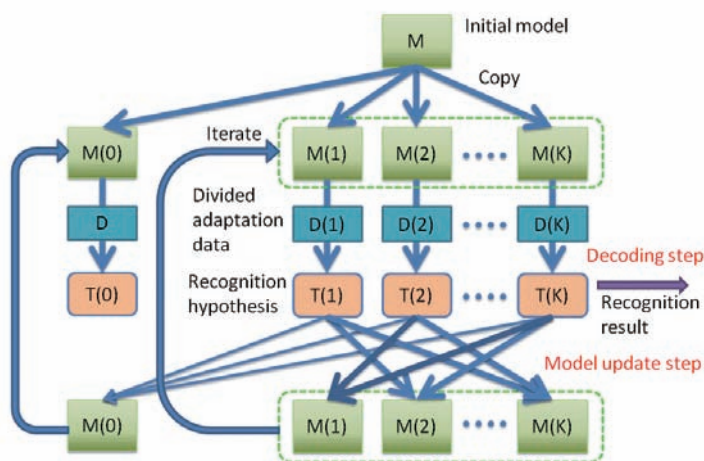 M
Initial model
Copy
Iterate
M(0)
M(1)
M(2)
M(K)
Divided
adaptation
data
D
D(1)
D(2)
D(K)
Decoding step
Recognition
hypothesis
T(0)
T(1)
T(2)
T(K)
Recognition
result
Model update step
M(0)
M(1)
M(2)
M(K)